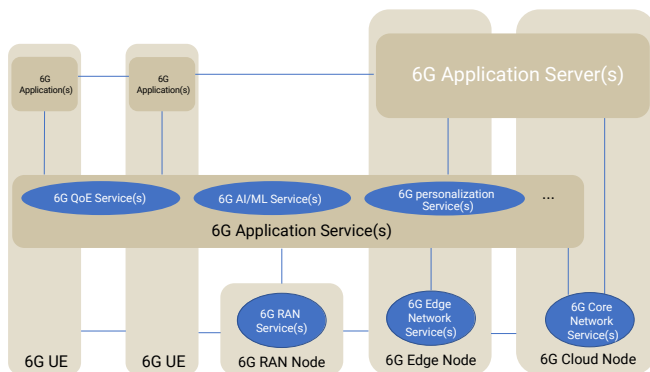 6G
Application(s)
6G
Application(s)
6G Application Server(s)
6G QoE Service(s)
6G AI/ML Service(s)
6G personalization
Service(s)
...
6G Application Service(s)
6G RAN
Service(s)
6G Edge
Network
Service(s)
6G Core
Network
Service(s)
6G UE
6G UE
6G RAN Node
6G Edge Node
6G Cloud Node